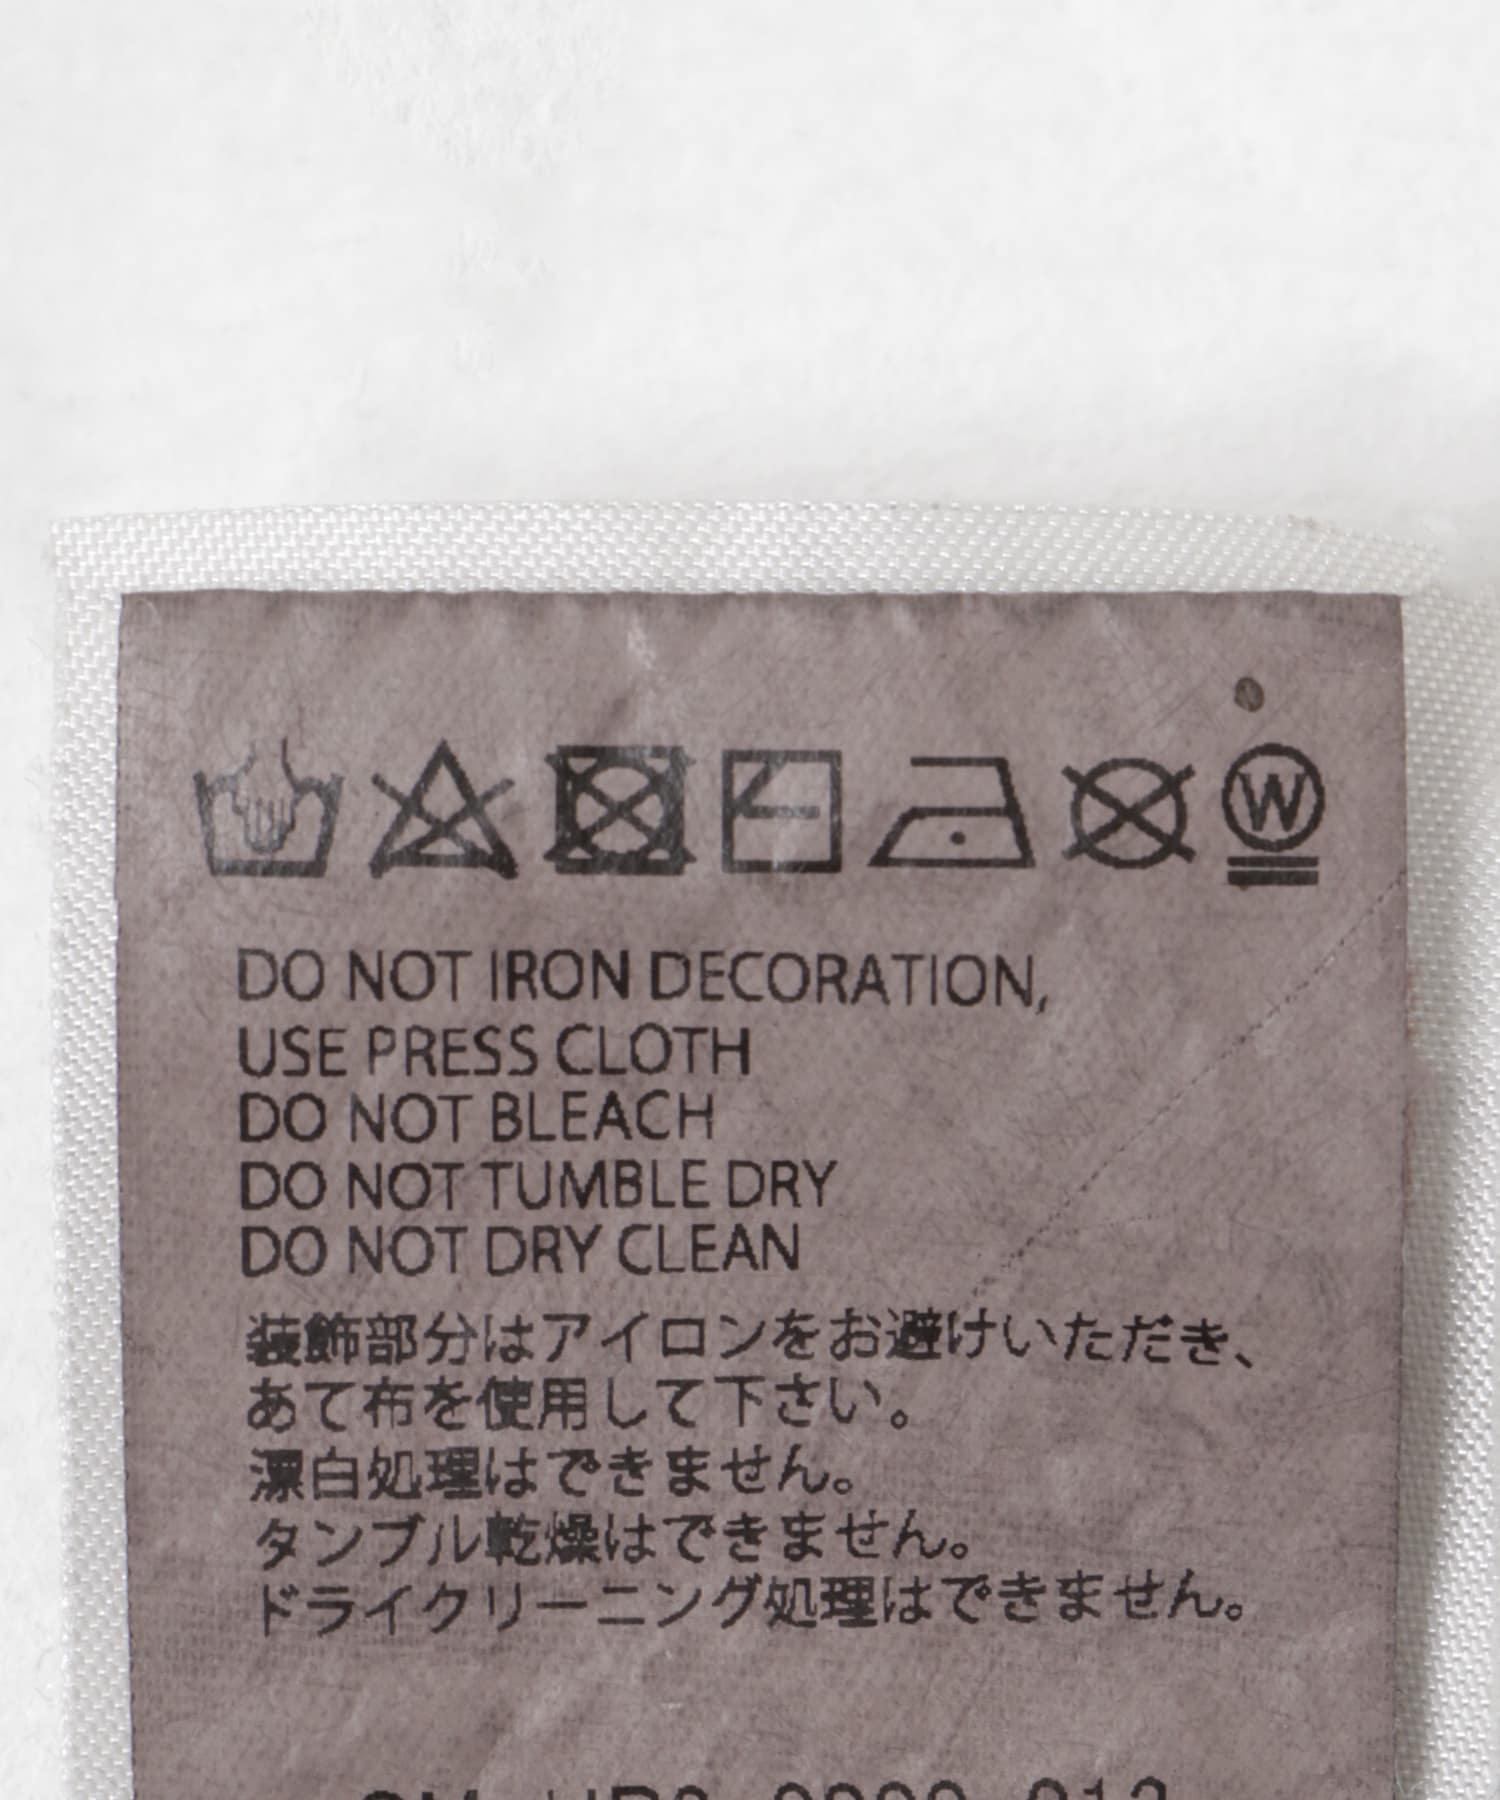 W
DO NOT IRON DECORATION,
USE PRESS CLOTH
DO NOT BLEACH
DO NOT TUMBLE DRY
DO NOT DRY CLEAN
装飾部分はアイロンをお避けいただき、
あて布を使用して下さい。
漂白処理はできません。
タンブル乾燥はできません。
ドライクリーニング処理はできません。